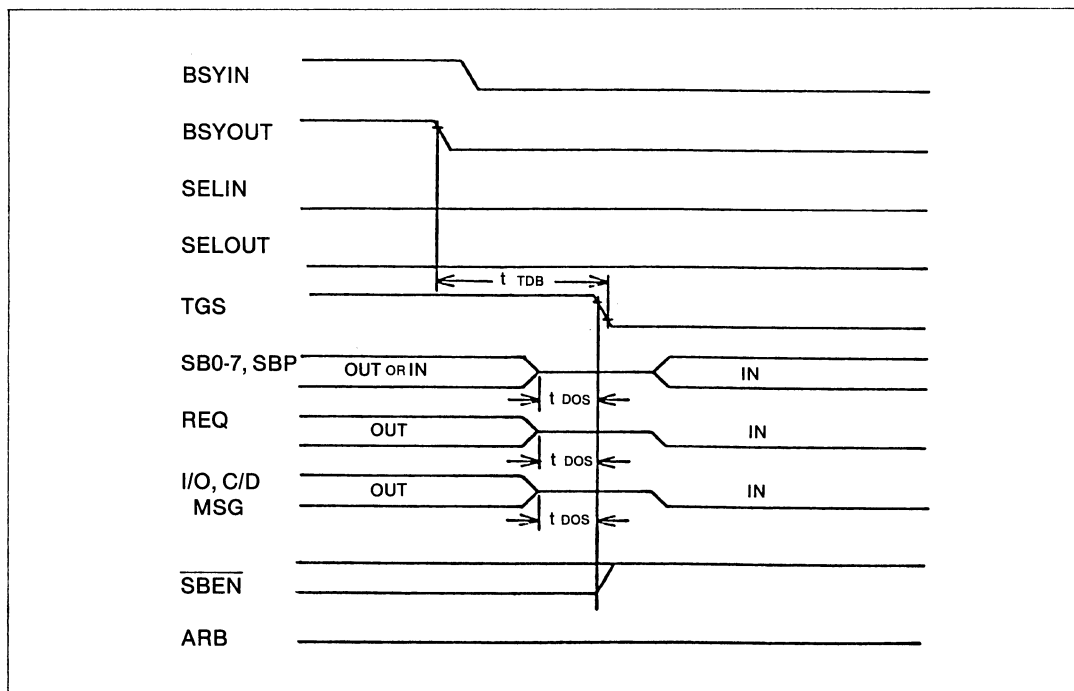 BSYIN
BSYOUT
SELIN
SELOUT
t TDB
TGS
SB0-7, SBP
OUT OR IN
IN
t DOS
REQ
OUT
IN
t DOS
I/O, C/D
MSG
OUT
IN
t DOS
SBEN
ARB